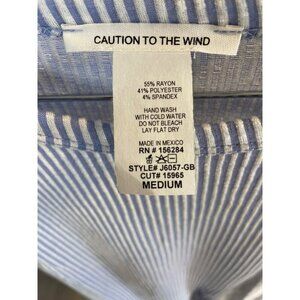 CAUTION TO THE WIND
55% RAYON
41% POLYESTER
4% SPANDEX
HAND WASH
WITH COLD WATER
DO NOT BLEACH
LAY FLAT DRY
MADE IN MEXICO
RN # 156284
STYLE# J6057-GB
CUT# 15965
MEDIUM